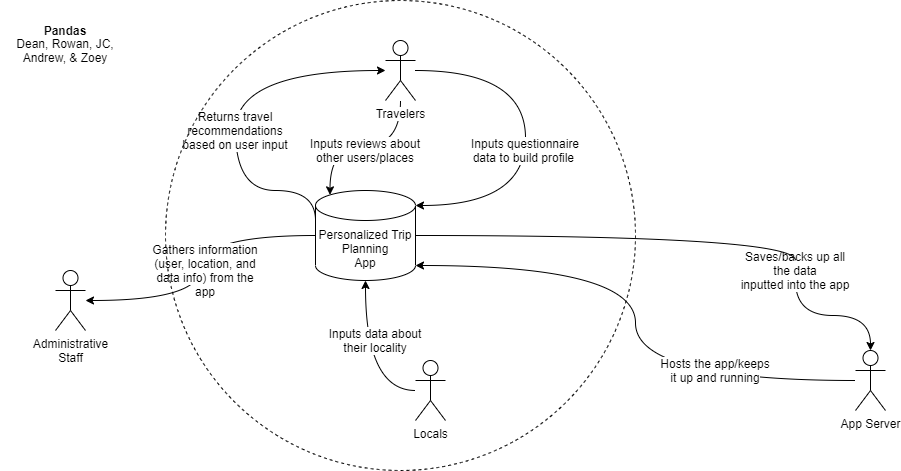 Pandas
Dean, Rowan, JC,
Andrew, & Zoey
Travelers
Returns travel
recommendations
based on user input
Inputs reviews about
other users/places
Inputs questionnaire
data to build profile
Personalized Trip
Planning
App
Gathers information
(user, location, and
data info) from the
app
Saves/backs up all
the data
inputted into the app
Administrative
Staff
Inputs data about
their locality
Hosts the app/keeps
it up and running
Locals
App Server